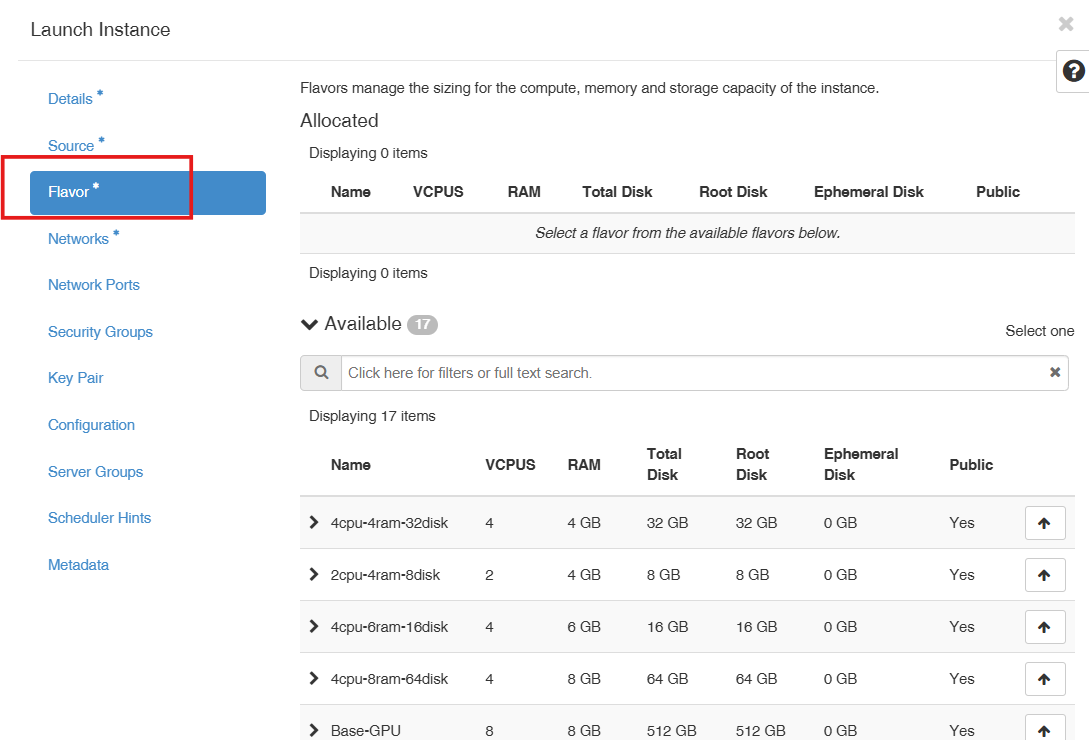 Launch Instance
Details *
Source *
Flavor *
Networks *
Network Ports
Security Groups
Key Pair
Configuration
Server Groups
Scheduler Hints
Metadata
Flavors manage the sizing for the compute, memory and storage capacity of the instance.
Allocated
Displaying 0 items
Name VCPUS RAM Total Disk Root Disk Ephemeral Disk Public
Select a flavor from the available flavors below.
Displaying 0 items
Available 17
Select one
Click here for filters or full text search.
Displaying 17 items
Name VCPUS RAM Total Disk Root Disk Ephemeral Disk Public
4cpu-4ram-32disk 4 4 GB 32 GB 32 GB 0 GB Yes
2cpu-4ram-8disk 2 4 GB 8 GB 8 GB 0 GB Yes
4cpu-6ram-16disk 4 6 GB 16 GB 16 GB 0 GB Yes
4cpu-8ram-64disk 4 8 GB 64 GB 64 GB 0 GB Yes
Base-GPU 8 8 GB 512 GB 512 GB 0 GB Yes